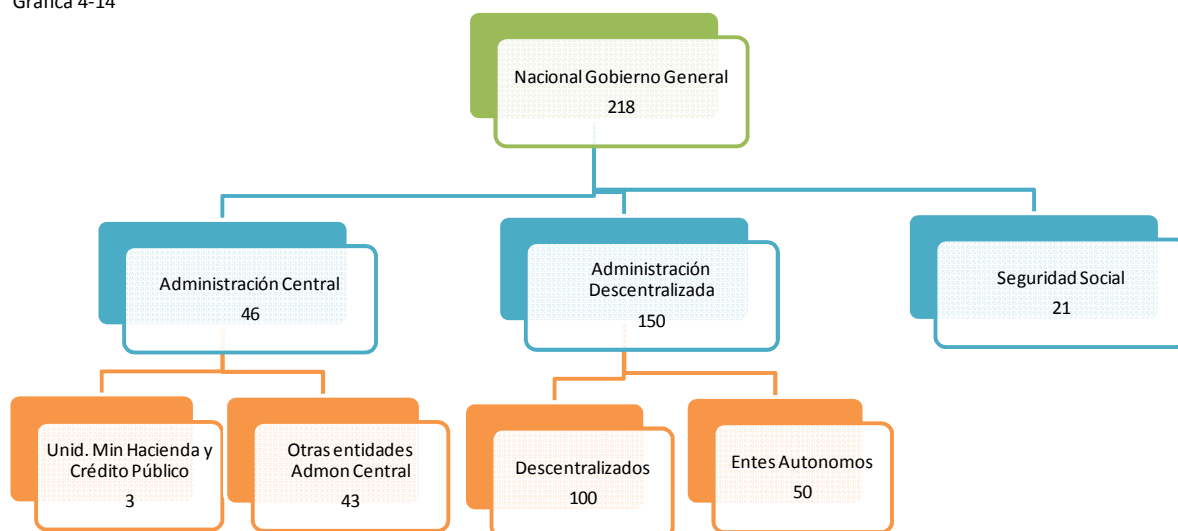 Gráfica 4-14
Nacional Gobierno General
218
Administración Central
46
Administración
Descentralizada
150
Seguridad Social
21
Unid. Min Hacienda y
Crédito Público
3
Otras entidades
Admon Central
43
Descentralizados
100
Entes Autonomos
50